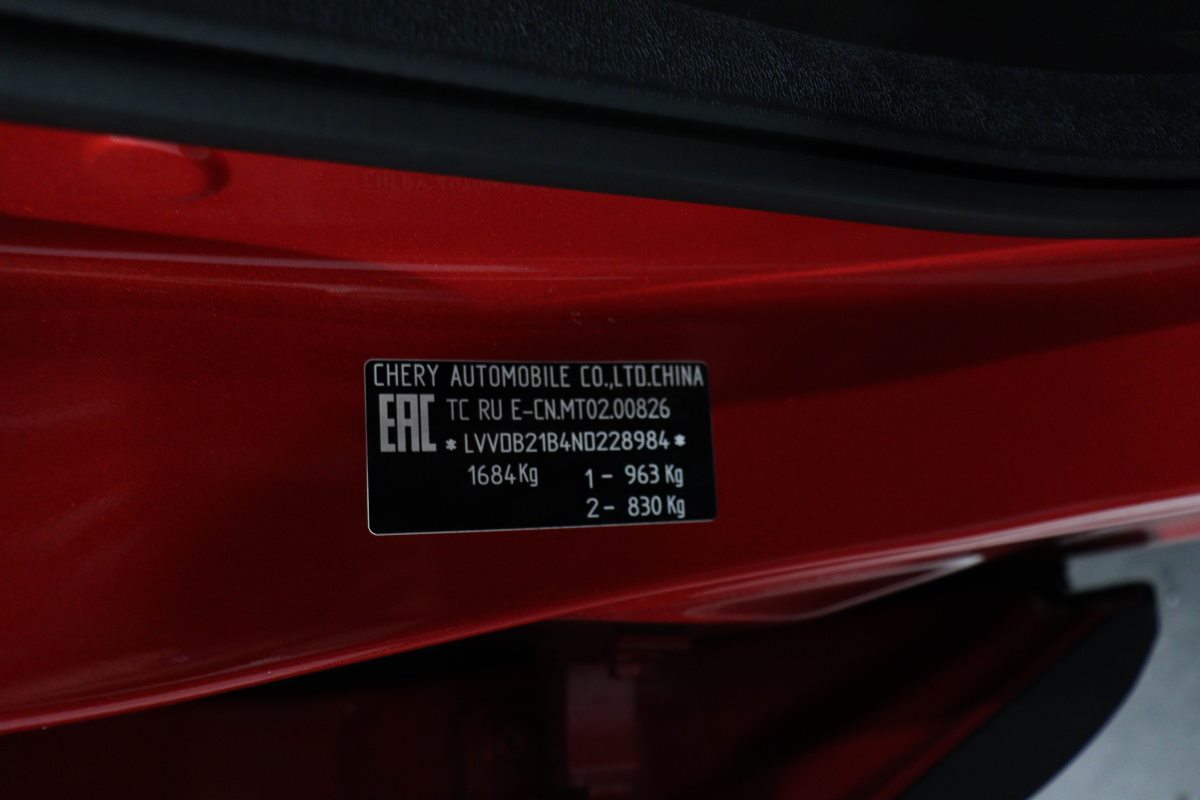 CHERY AUTOMOBILE CO.,LTD.CHINA
EAC TC RU E-CN.MT02.00826
*LVVDB21B4ND228984*
1684Kg 1- 963 Kg
2- 830 Kg